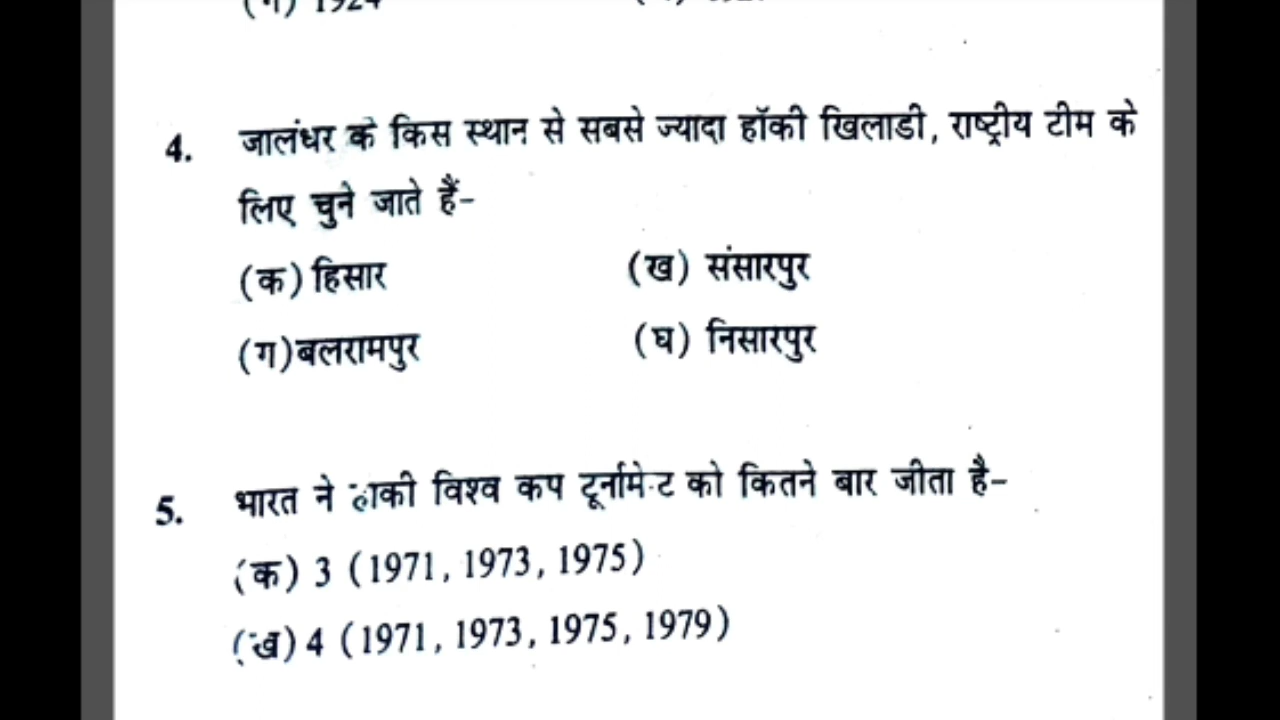 (ग) 1924
4. जालंधर के किस स्थान से सबसे ज्यादा हॉकी खिलाडी, राष्ट्रीय टीम के
लिए चुने जाते हैं-
(क) हिसार (ख) संसारपुर
(ग)बलरामपुर (घ) निसारपुर
5. भारत ने हाकी विश्व कप टूर्नामेन्ट को कितने बार जीता है-
(क) 3 (1971, 1973, 1975)
(ख) 4 (1971, 1973, 1975, 1979)